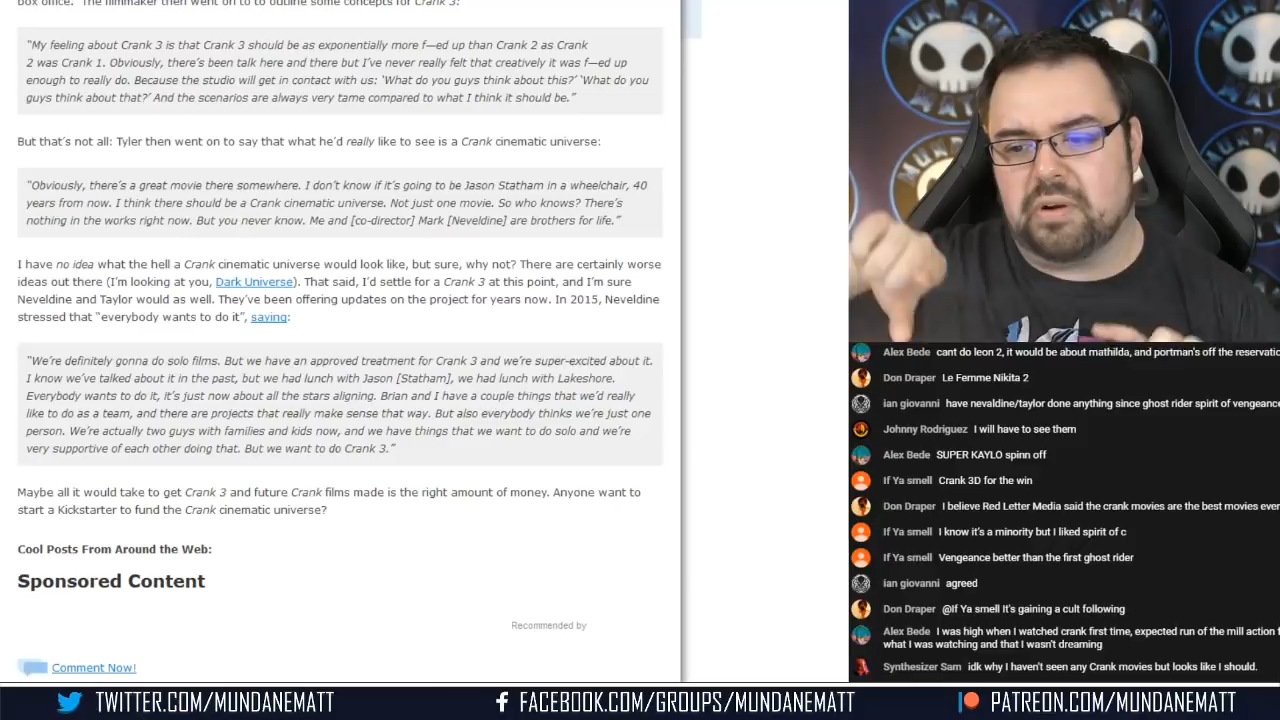 box office." The filmmaker then went on to to outline some concepts for Crank 3:
"My feeling about Crank 3 is that Crank 3 should be as exponentially more f—ed up than Crank 2 as Crank
2 was Crank 1. Obviously, there's been talk here and there but I've never really felt that creatively it was f—ed up
enough to really do. Because the studio will get in contact with us: 'What do you guys think about this?' 'What do you
guys think about that?' And the scenarios are always very tame compared to what I think it should be."
But that's not all: Tyler then went on to say that what he'd really like to see is a Crank cinematic universe:
"Obviously, there's a great movie there somewhere. I don't know if it's going to be Jason Statham in a wheelchair, 40
years from now. I think there should be a Crank cinematic universe. Not just one movie. So who knows? There's
nothing in the works right now. But you never know. Me and [co-director] Mark [Neveldine] are brothers for life."
I have no idea what the hell a Crank cinematic universe would look like, but sure, why not? There are certainly worse
ideas out there (I'm looking at you, Dark Universe). That said, I'd settle for a Crank 3 at this point, and I'm sure
Neveldine and Taylor would as well. They've been offering updates on the project for years now. In 2015, Neveldine
stressed that "everybody wants to do it", saying:
"We're definitely gonna do solo films. But we have an approved treatment for Crank 3 and we're super-excited about it.
I know we've talked about it in the past, but we had lunch with Jason [Statham], we had lunch with Lakeshore.
Everybody wants to do it, it's just now about all the stars aligning. Brian and I have a couple things that we'd really
like to do as a team, and there are projects that really make sense that way. But also everybody thinks we're just one
person. We're actually two guys with families and kids now, and we have things that we want to do solo and we're
very supportive of each other doing that. But we want to do Crank 3."
Maybe all it would take to get Crank 3 and future Crank films made is the right amount of money. Anyone want to
start a Kickstarter to fund the Crank cinematic universe?
Cool Posts From Around the Web:
Sponsored Content
Recommended by
Comment Now!
Alex Bede cant do leon 2, it would be about mathilda, and portman's off the reservatio
Don Draper Le Femme Nikita 2
ian giovanni have nevaldine/taylor done anything since ghost rider spirit of vengeance
Johnny Rodriguez I will have to see them
Alex Bede SUPER KAYLO spinn off
If Ya smell Crank 3D for the win
Don Draper I believe Red Letter Media said the crank movies are the best movies ever
If Ya smell I know it's a minority but I liked spirit of c
If Ya smell Vengeance better than the first ghost rider
ian giovanni agreed
Don Draper @If Ya smell It's gaining a cult following
Alex Bede I was high when I watched crank first time, expected run of the mill action f
what I was watching and that I wasn't dreaming
Synthesizer Sam idk why I haven't seen any Crank movies but looks like I should.
TWITTER.COM/MUNDANEMATT
FACEBOOK.COM/GROUPS/MUNDANEMATT
PATREON.COM/MUNDANEMATT